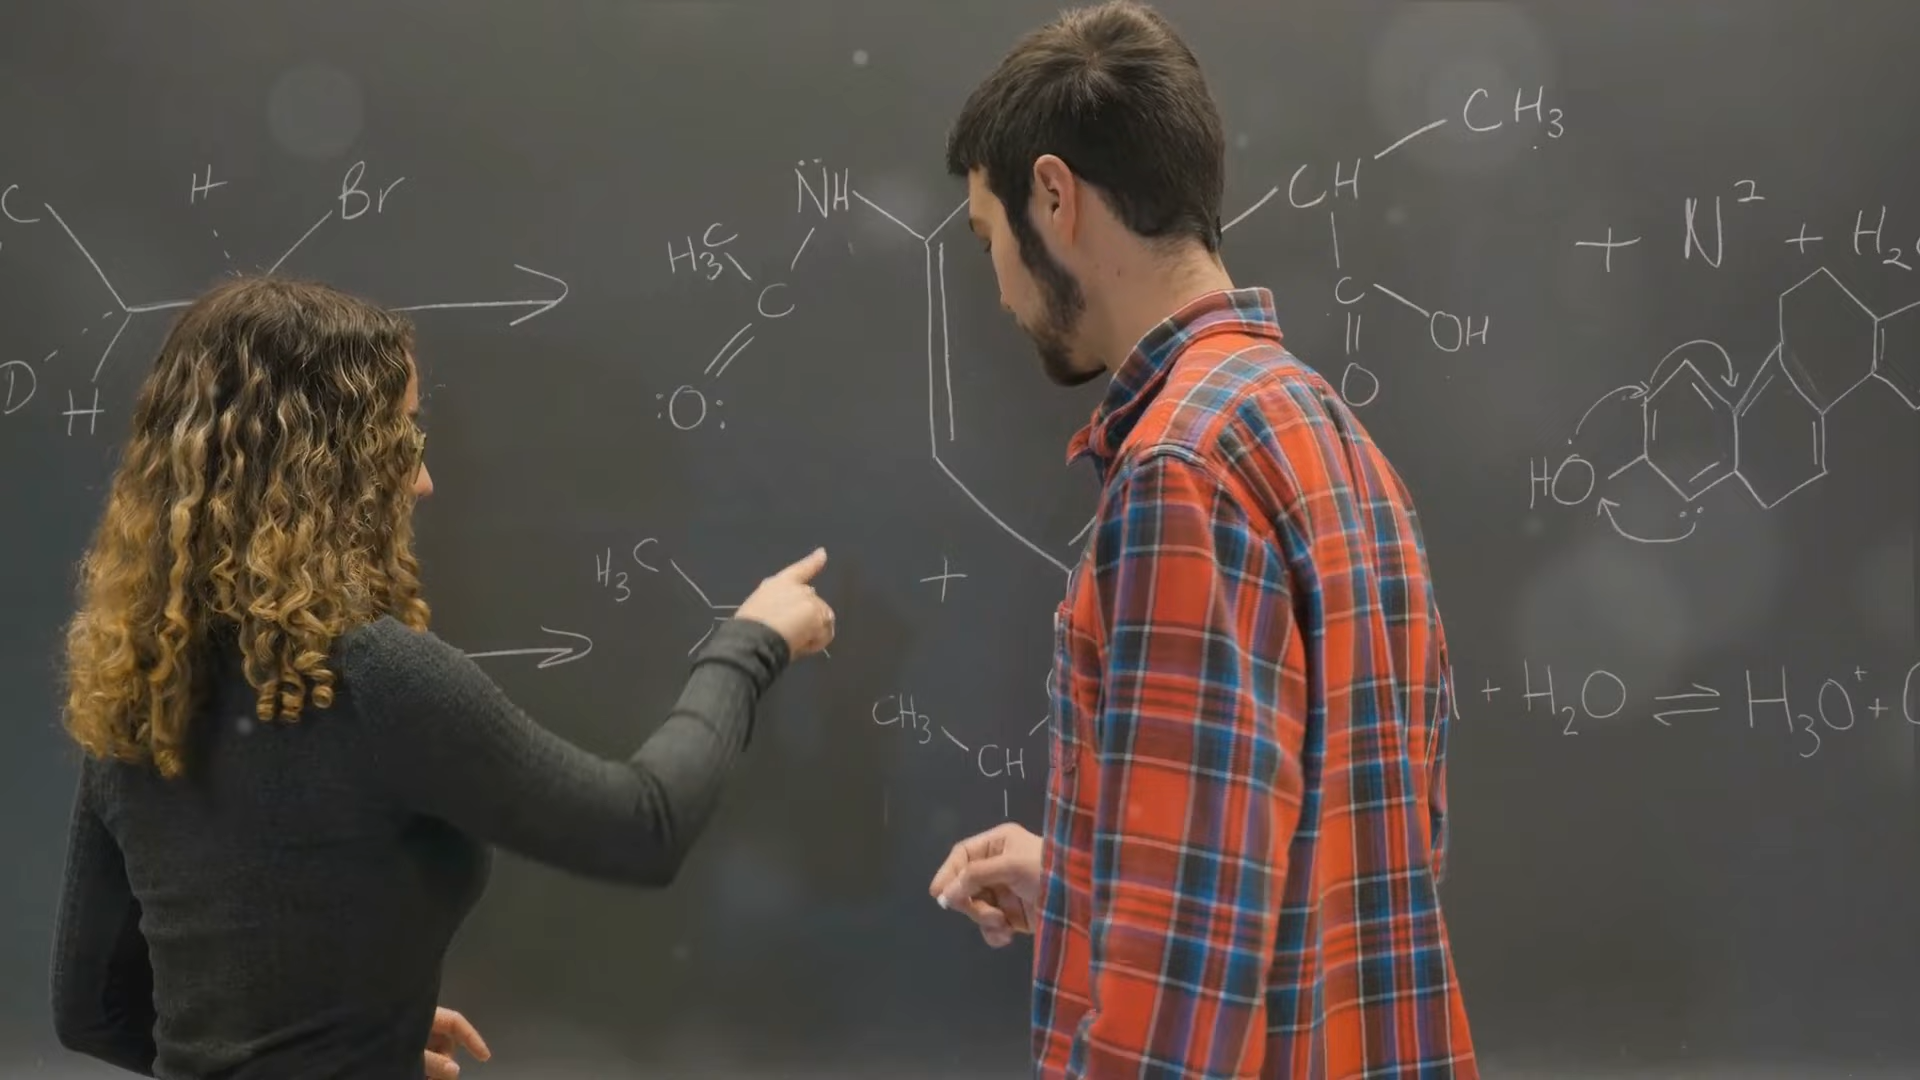 CH3
H Br NH CH
C H3C + N2 + H2
C C OH
D H :O: O
HO
H3C +
+ H2O ⇌ H3O+ +
CH3
CH